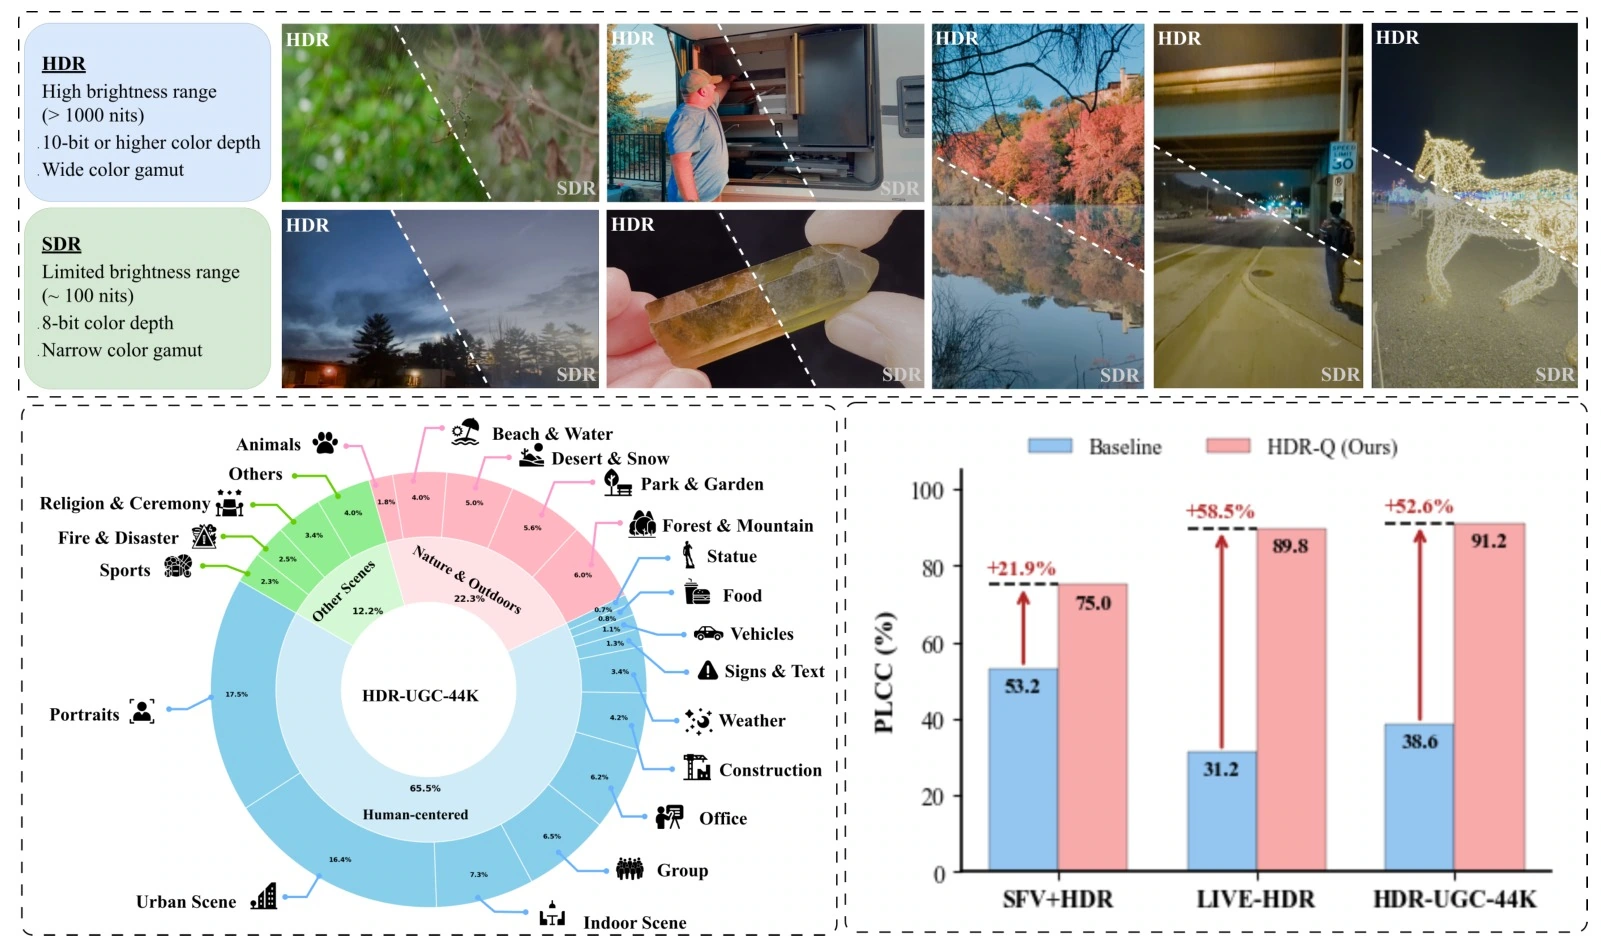 HDR
High brightness range
(> 1000 nits)
.10-bit or higher color depth
.Wide color gamut
SDR
Limited brightness range
(~ 100 nits)
.8-bit color depth
.Narrow color gamut
HDR
SDR
HDR
SDR
HDR
SDR
HDR
SDR
HDR
SDR
HDR
SPEED
LIMIT
30
SDR
HDR
SDR
Animals
Others
Religion & Ceremony
Fire & Disaster
Sports
Portraits
Urban Scene
Beach & Water
Desert & Snow
Park & Garden
Forest & Mountain
Statue
Food
Vehicles
Signs & Text
Weather
Construction
Office
Group
Indoor Scene
1.8%
4.0%
5.0%
5.6%
6.0%
0.7%
0.8%
1.1%
1.3%
3.4%
4.2%
6.2%
6.5%
7.3%
16.4%
17.5%
2.3%
2.5%
3.4%
4.0%
Other Scenes
12.2%
Nature & Outdoors
22.3%
HDR-UGC-44K
65.5%
Human-centered
Baseline
HDR-Q (Ours)
PLCC (%)
100
80
60
40
20
0
+21.9%
53.2
75.0
+58.5%
31.2
89.8
+52.6%
38.6
91.2
SFV+HDR
LIVE-HDR
HDR-UGC-44K